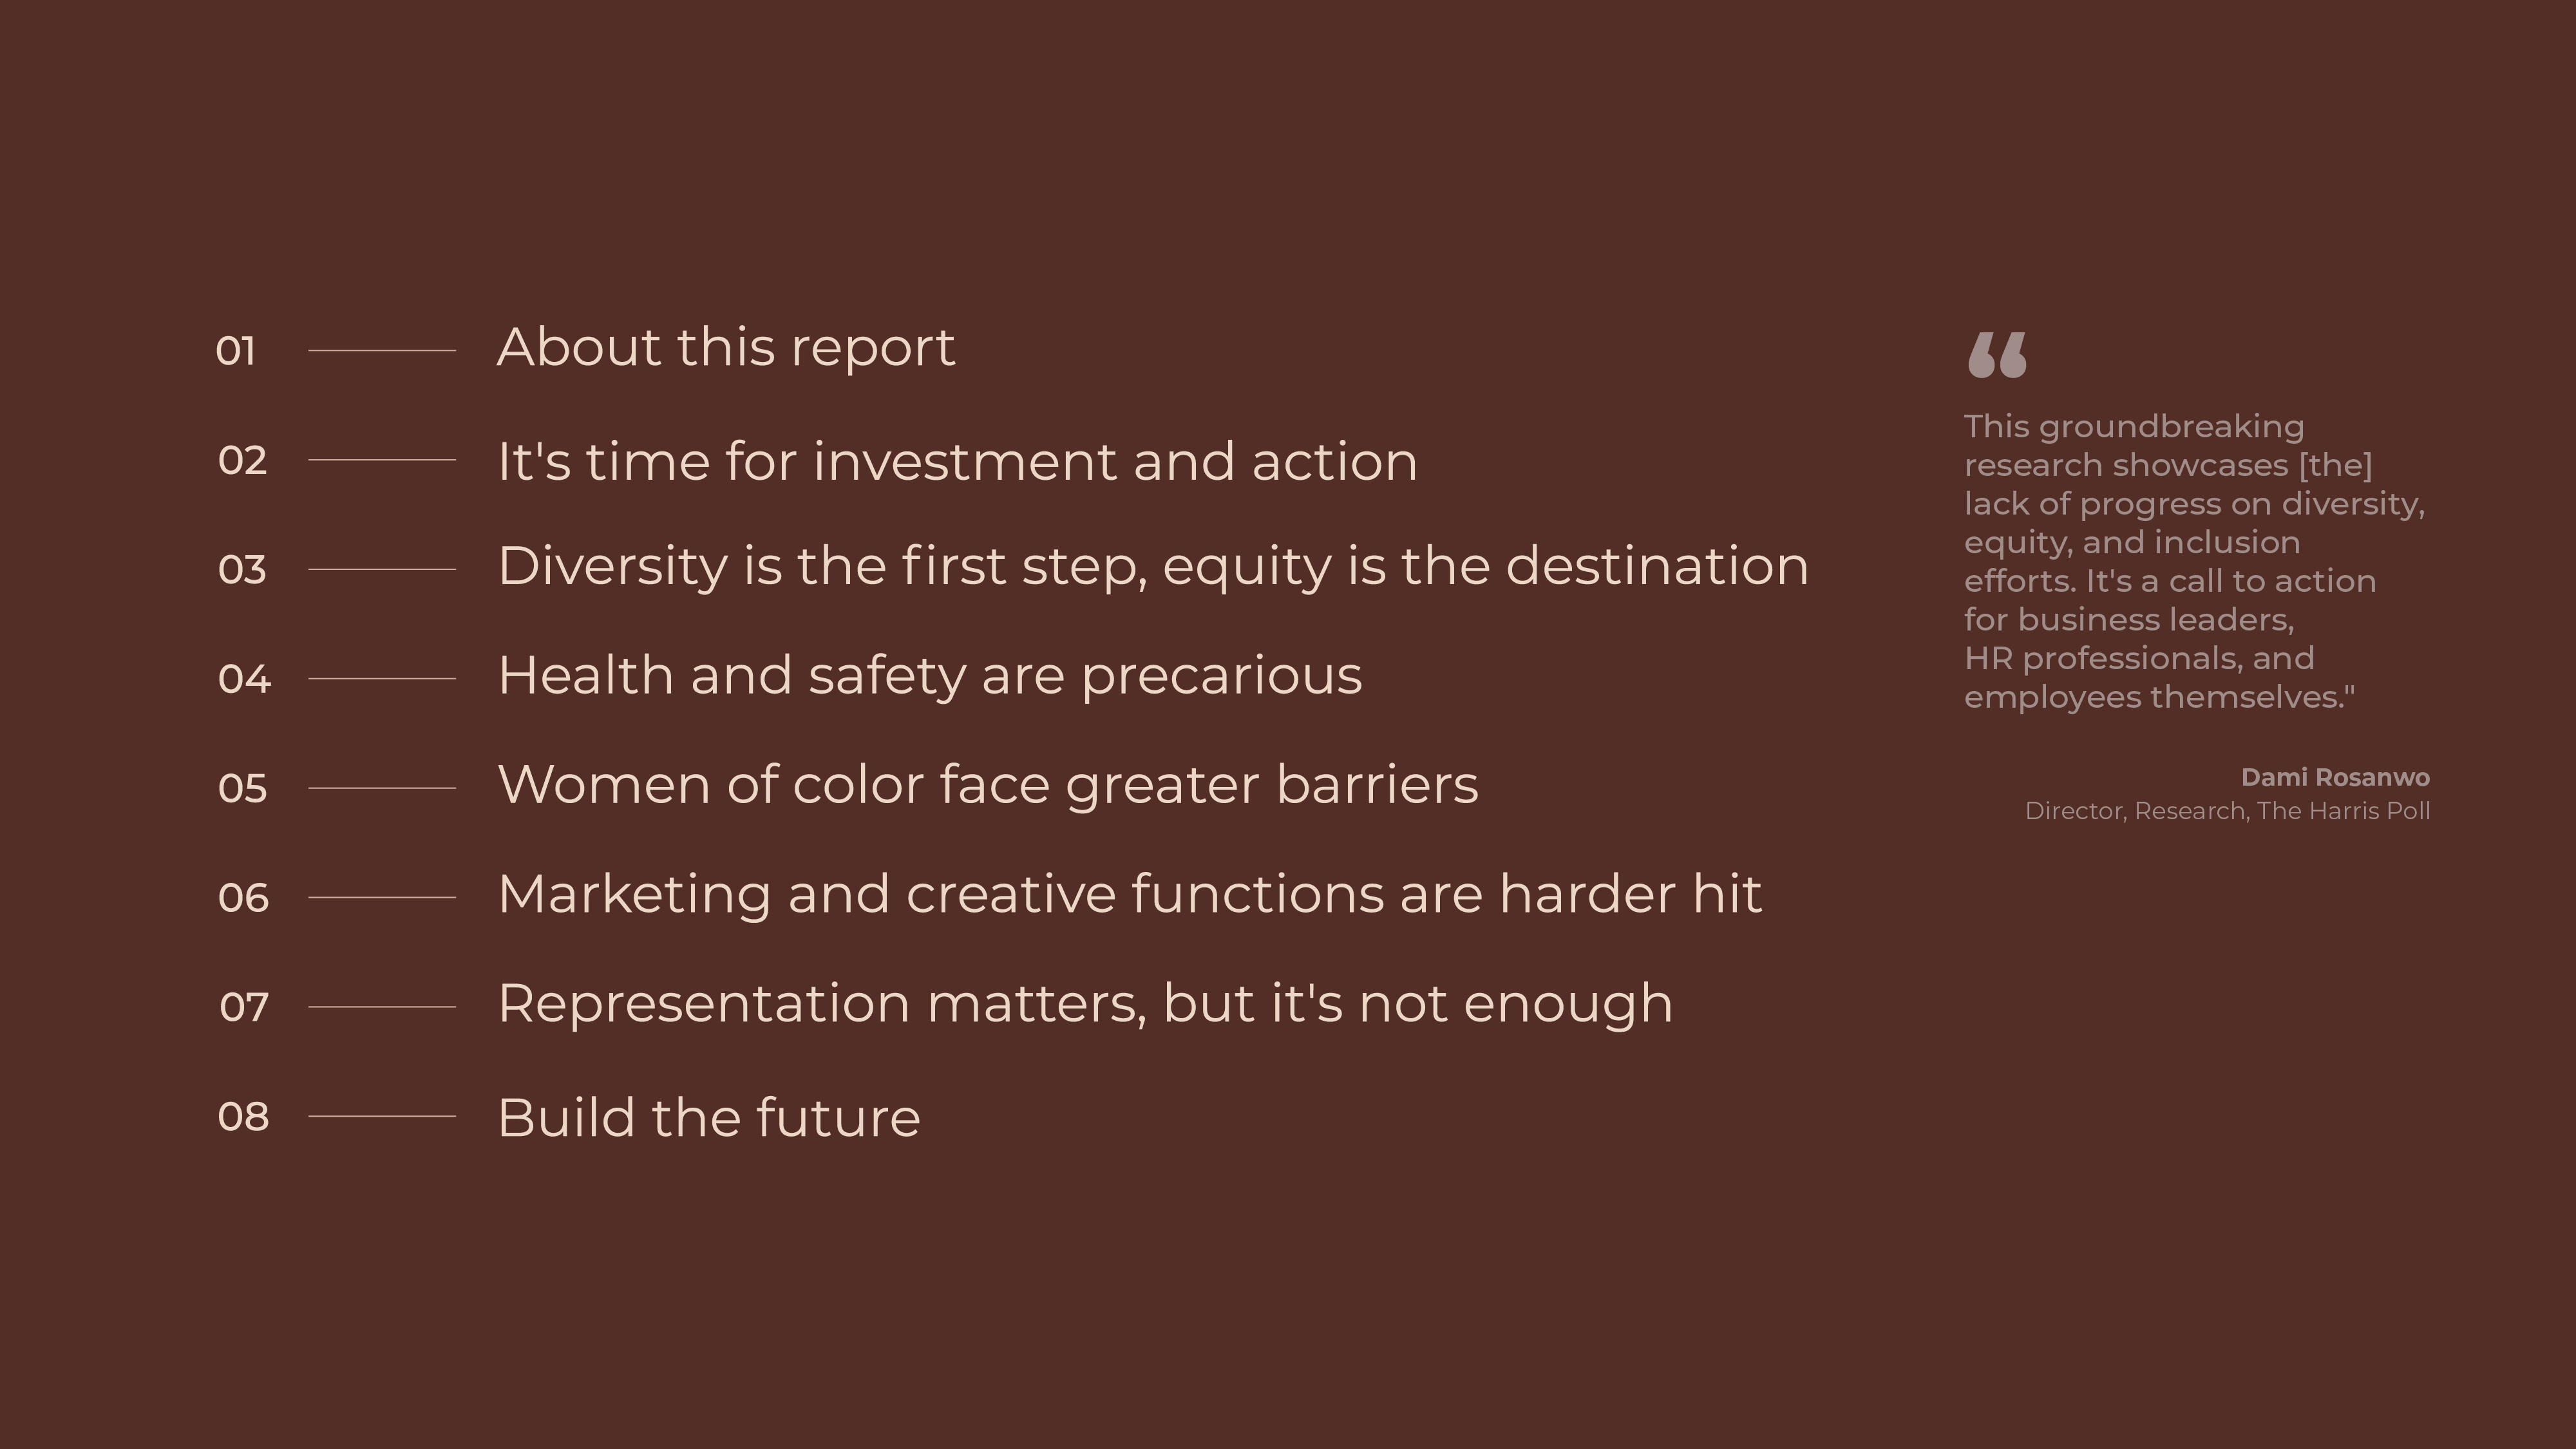 01 About this report
02 It's time for investment and action
03 Diversity is the first step, equity is the destination
04 Health and safety are precarious
05 Women of color face greater barriers
06 Marketing and creative functions are harder hit
07 Representation matters, but it's not enough
08 Build the future
“
This groundbreaking
research showcases [the]
lack of progress on diversity,
equity, and inclusion
efforts. It's a call to action
for business leaders,
HR professionals, and
employees themselves."
Dami Rosanwo
Director, Research, The Harris Poll